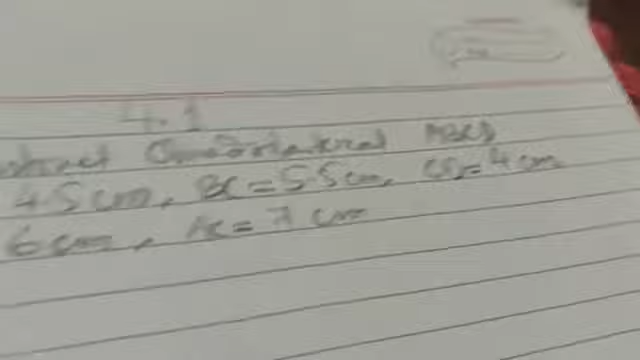 4.1
Quadrilateral ABCD
4.5 cm, BC = 5.5 cm, CD = 4 cm
6 cm, AC = 7 cm